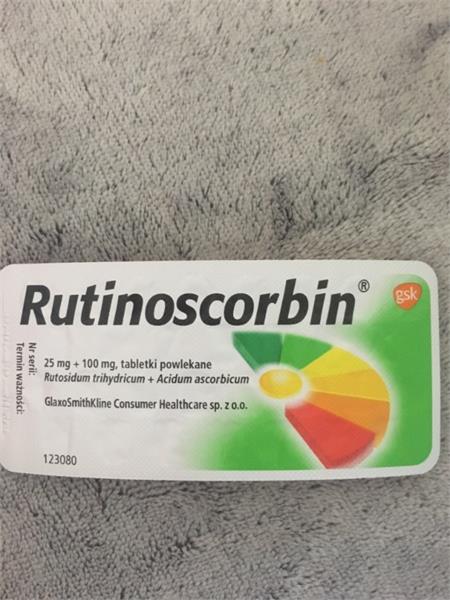 Rutinoscorbin®
gsk
Nr serii:
Termin ważności:
25 mg + 100 mg, tabletki powlekane
Rutosidum trihydricum + Acidum ascorbicum
GlaxoSmithKline Consumer Healthcare sp. z o.o.
123080